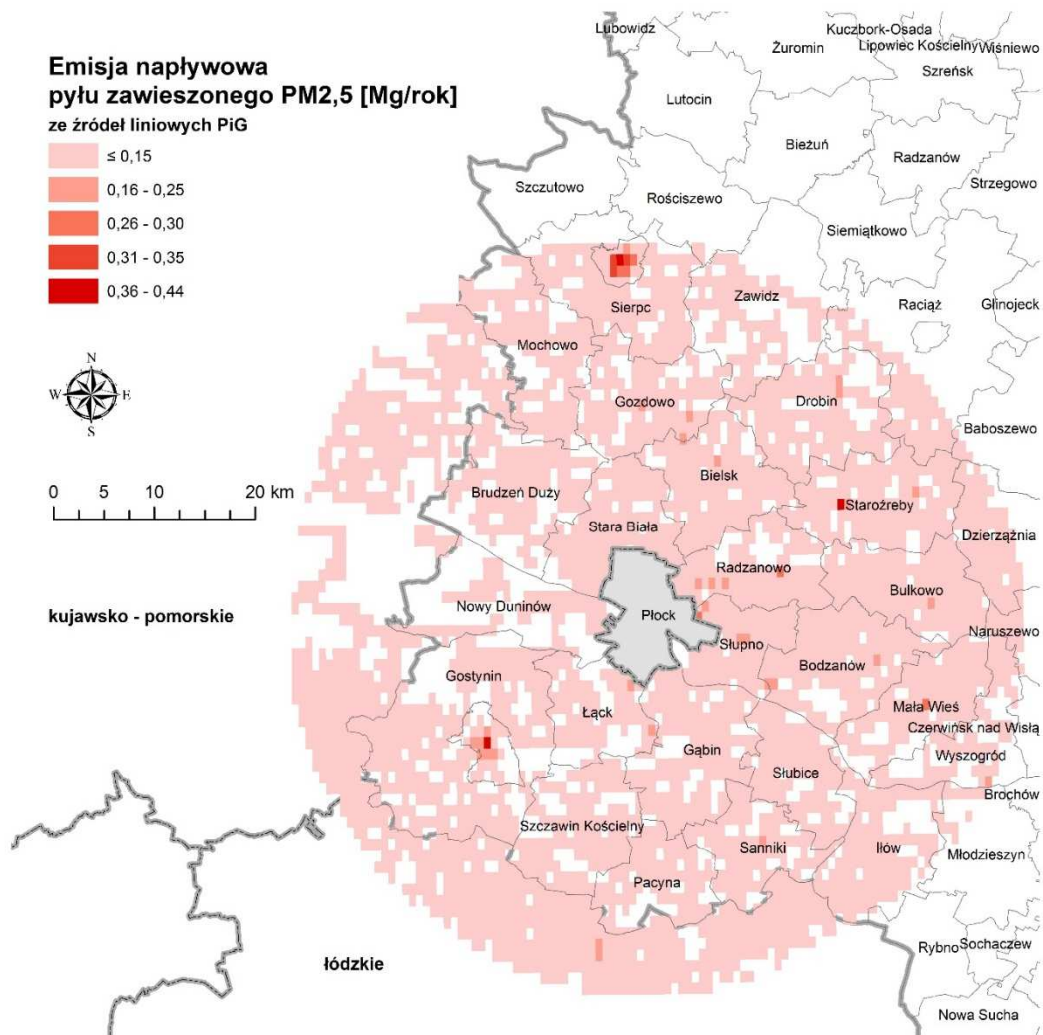 Emisja napływowa
pyłu zawieszonego PM2,5 [Mg/rok]
ze źródeł liniowych PiG
≤ 0,15
0,16 - 0,25
0,26 - 0,30
0,31 - 0,35
0,36 - 0,44
N
W E
S
0 5 10 20 km
Lubowidz
Kuczbork-Osada
Żuromin
Lipowiec Kościelny
Wiśniewo
Szreńsk
Lutocin
Bieżuń
Radzanów
Strzegowo
Szczutowo
Rościszewo
Siemiątkowo
Zawidz
Raciąż
Glinojeck
Sierpc
Mochowo
Gozdowo
Drobin
Baboszewo
Bielsk
Brudzeń Duży
Staroźreby
Stara Biała
Dzierzążnia
Radzanowo
Bulkowo
Nowy Duninów
kujawsko - pomorskie
Płock
Słupno
Naruszewo
Bodzanów
Gostynin
Łąck
Mała Wieś
Czerwińsk nad Wisłą
Gąbin
Wyszogród
Słubice
Brochów
Szczawin Kościelny
Sanniki
Iłów
Młodzieszyn
Pacyna
łódzkie
Rybno
Sochaczew
Nowa Sucha